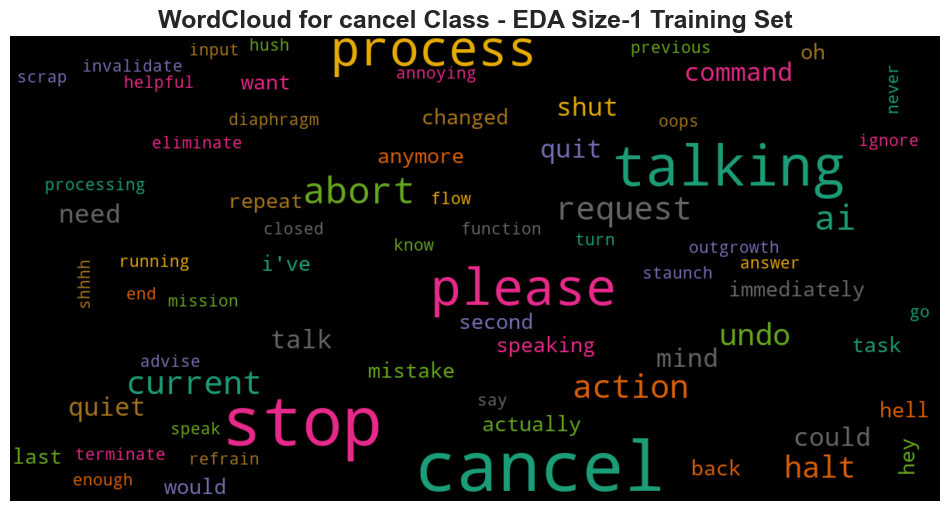 WordCloud for cancel Class - EDA Size-1 Training Set
input hush process previous oh
scrap invalidate helpful want annoying command never
diaphragm changed shut oops
eliminate anymore quit talking ignore
processing repeat abort flow request ai
need closed function
running i've know turn outgrowth answer
shhhh end mission please staunch immediately
second go
talk speaking mind undo task
advise mistake
current say action
quiet speak stop actually could hell
last terminate refrain cancel back halt hey
enough would